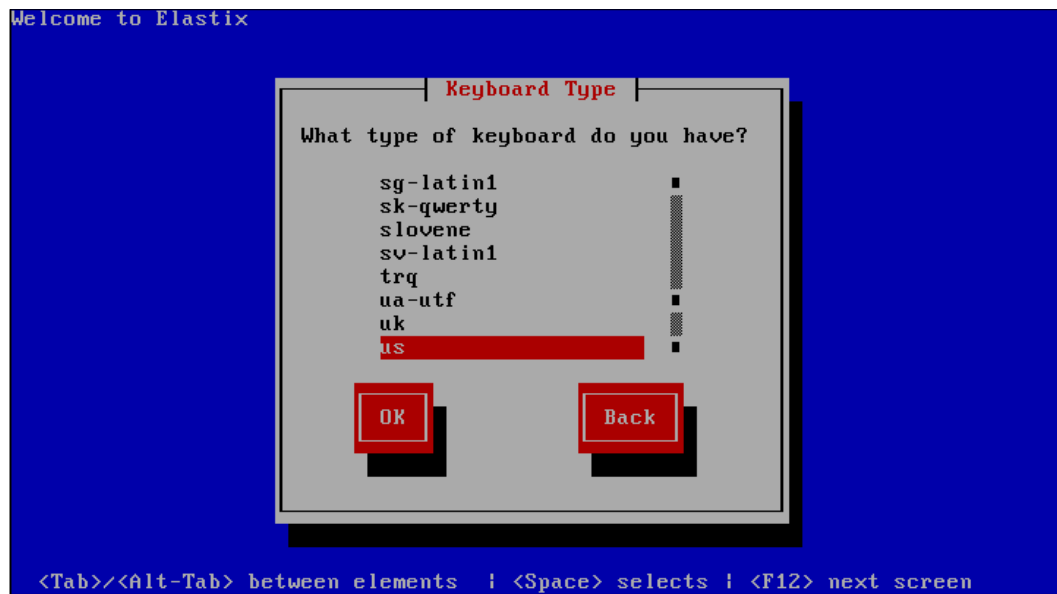 Welcome to Elastix
Keyboard Type
What type of keyboard do you have?
sg-latin1
sk-qwerty
slovene
sv-latin1
trq
ua-utf
uk
us
OK Back
<Tab>/<Alt-Tab> between elements | <Space> selects | <F12> next screen